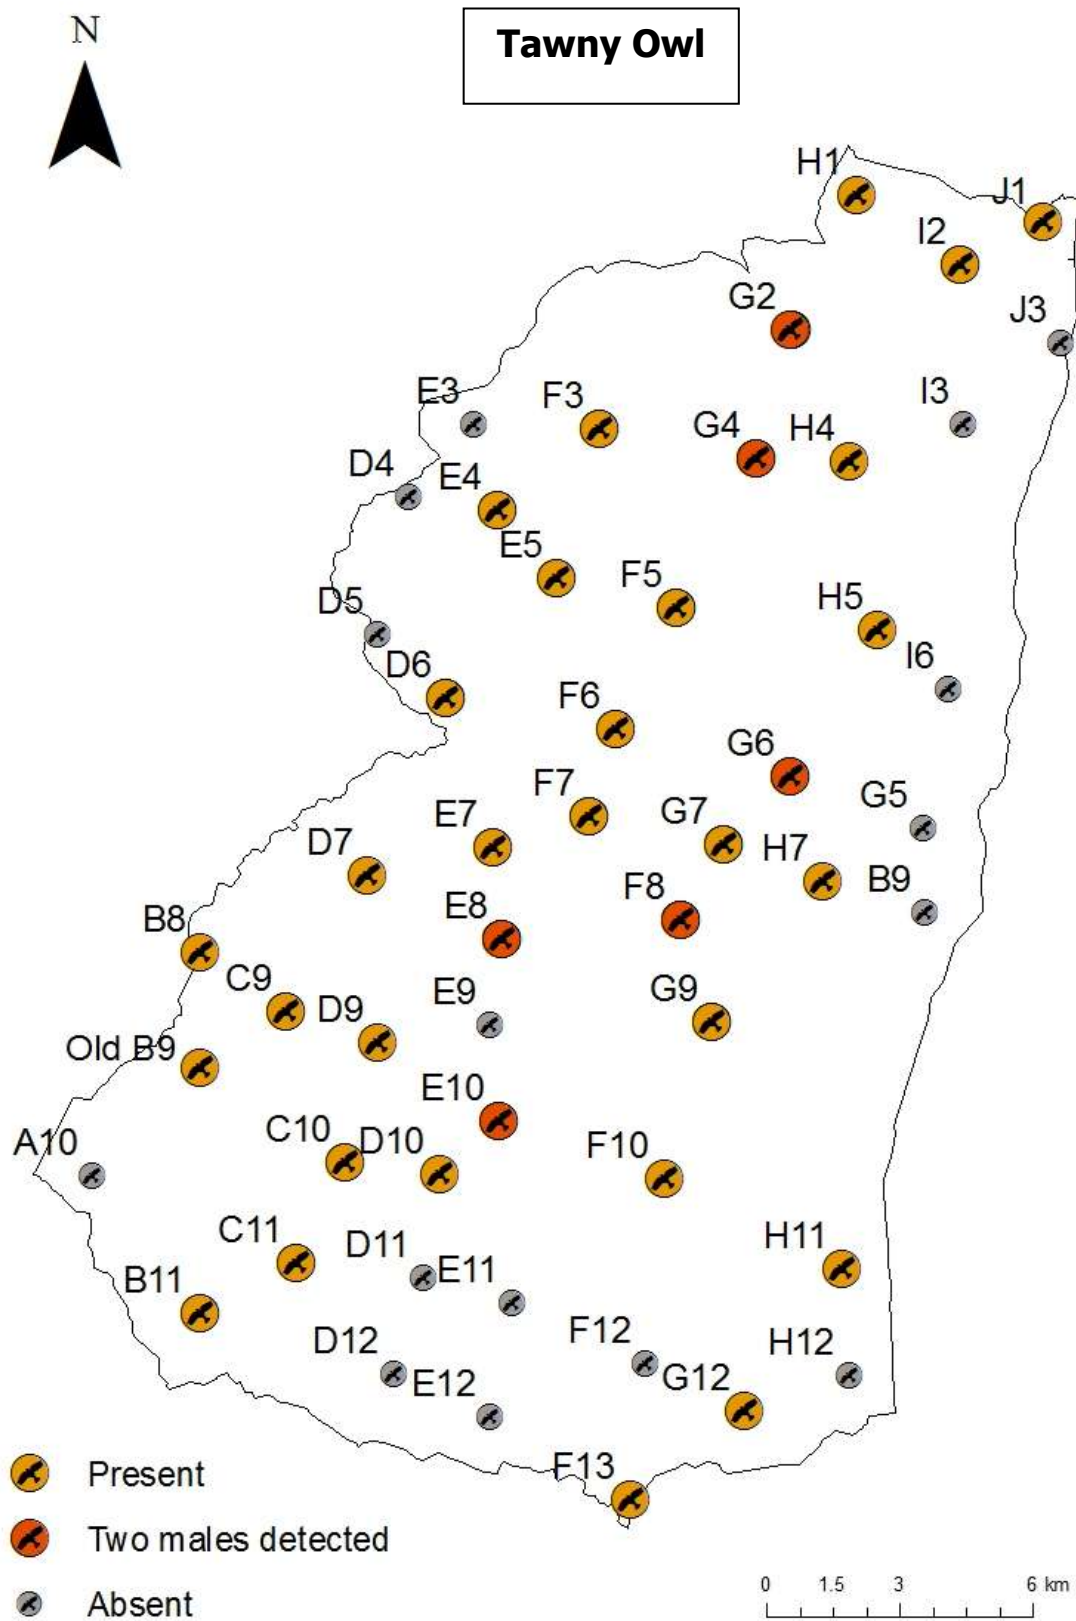 N
Tawny Owl
H1
J1
I2
G2
J3
E3
F3
I3
G4
H4
D4
E4
E5
F5
D5
H5
D6
I6
F6
G6
F7
G5
E7
G7
D7
H7
B9
F8
E8
B8
C9
E9
G9
D9
Old B9
E10
C10
D10
F10
A10
C11
D11
H11
E11
B11
F12
D12
H12
E12
G12
F13
Present
Two males detected
Absent
0 1.5 3 6 km